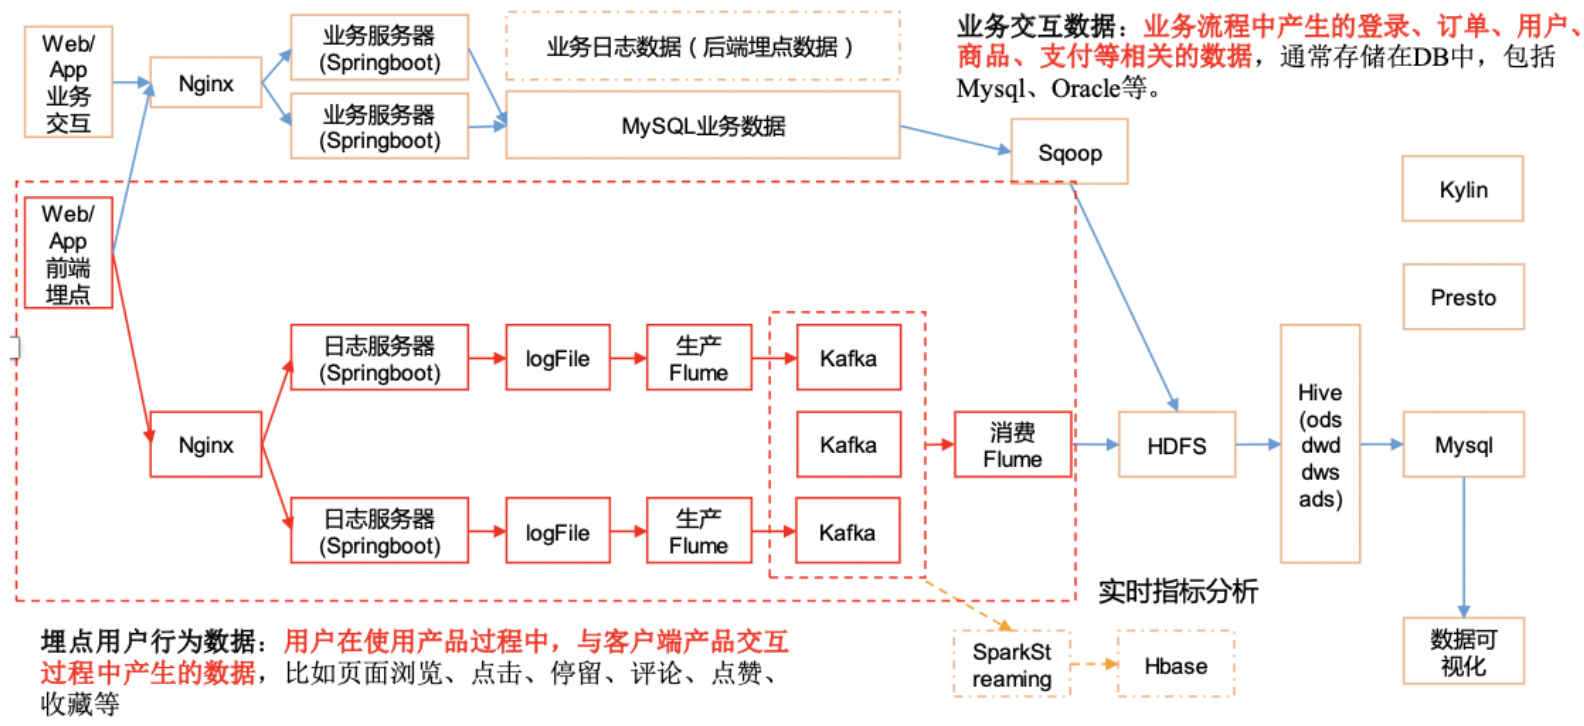 Web/
App
业务
交互
Nginx
业务服务器
(Springboot)
业务服务器
(Springboot)
业务日志数据（后端埋点数据）
MySQL业务数据
业务交互数据：业务流程中产生的登录、订单、用户、
商品、支付等相关的数据，通常存储在DB中，包括
Mysql、Oracle等。
Sqoop
Kylin
Presto
Web/
App
前端
埋点
Nginx
日志服务器
(Springboot)
logFile
生产
Flume
Kafka
Kafka
日志服务器
(Springboot)
logFile
生产
Flume
Kafka
消费
Flume
HDFS
Hive
(ods
dwd
dws
ads)
Mysql
数据可
视化
实时指标分析
SparkSt
reaming
Hbase
埋点用户行为数据：用户在使用产品过程中，与客户端产品交互
过程中产生的数据，比如页面浏览、点击、停留、评论、点赞、
收藏等